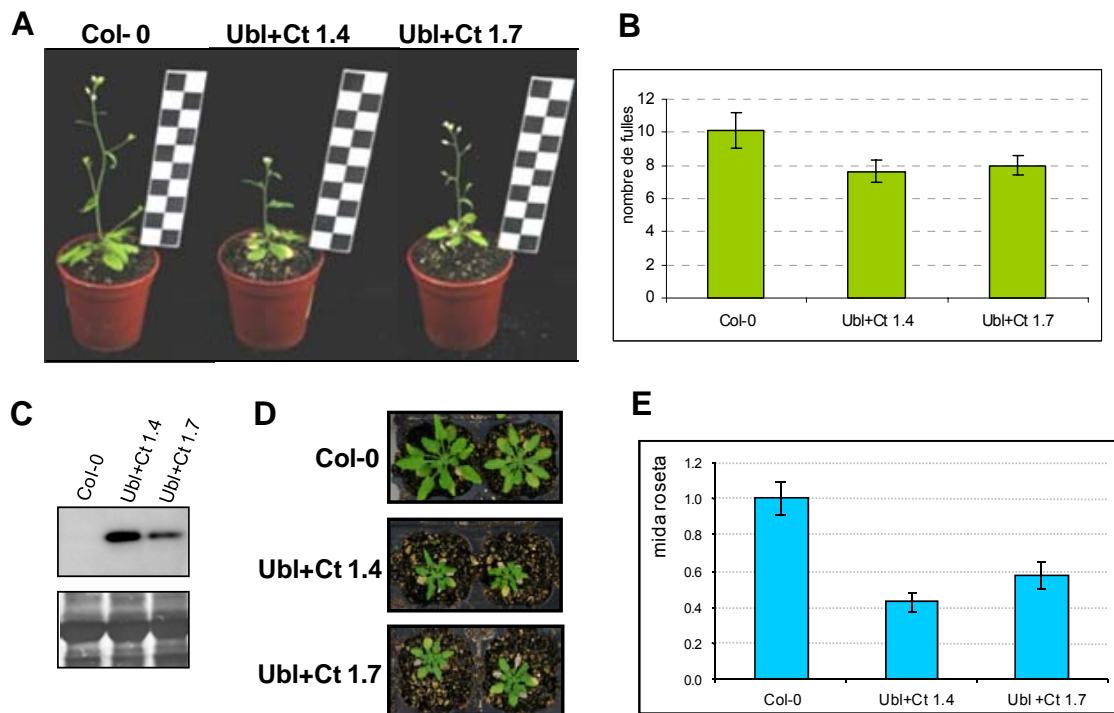 A
Col- 0
Ubl+Ct 1.4
Ubl+Ct 1.7
B
nombre de fulles
12
10
8
6
4
2
0
Col-0
Ubl+Ct 1.4
Ubl+Ct 1.7
C
Col-0
Ubl+Ct 1.4
Ubl+Ct 1.7
D
Col-0
Ubl+Ct 1.4
Ubl+Ct 1.7
E
mida roseta
1.2
1.0
0.8
0.6
0.4
0.2
0.0
Col-0
Ubl+Ct 1.4
Ubl +Ct 1.7